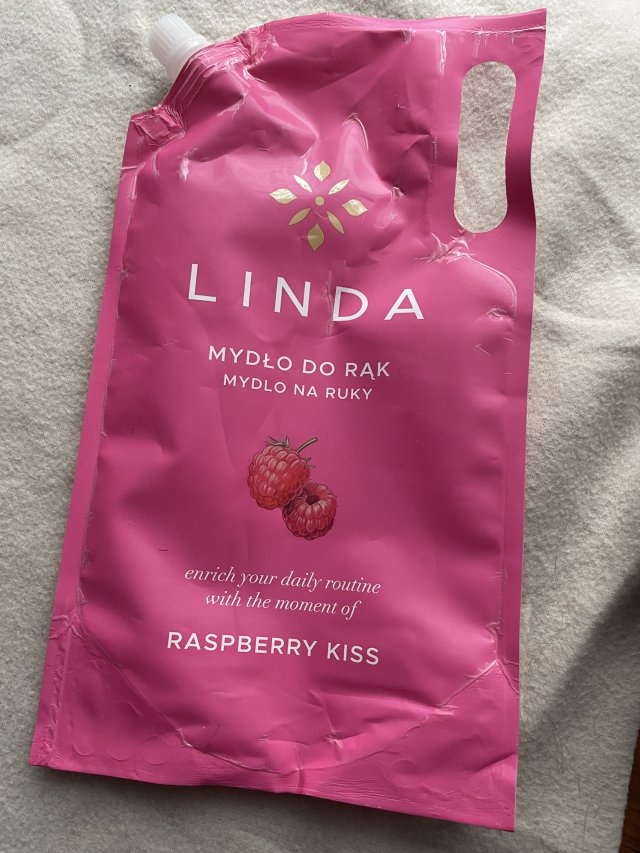 LINDA
MYDŁO DO RĄK
MYDLO NA RUKY
enrich your daily routine
with the moment of
RASPBERRY KISS